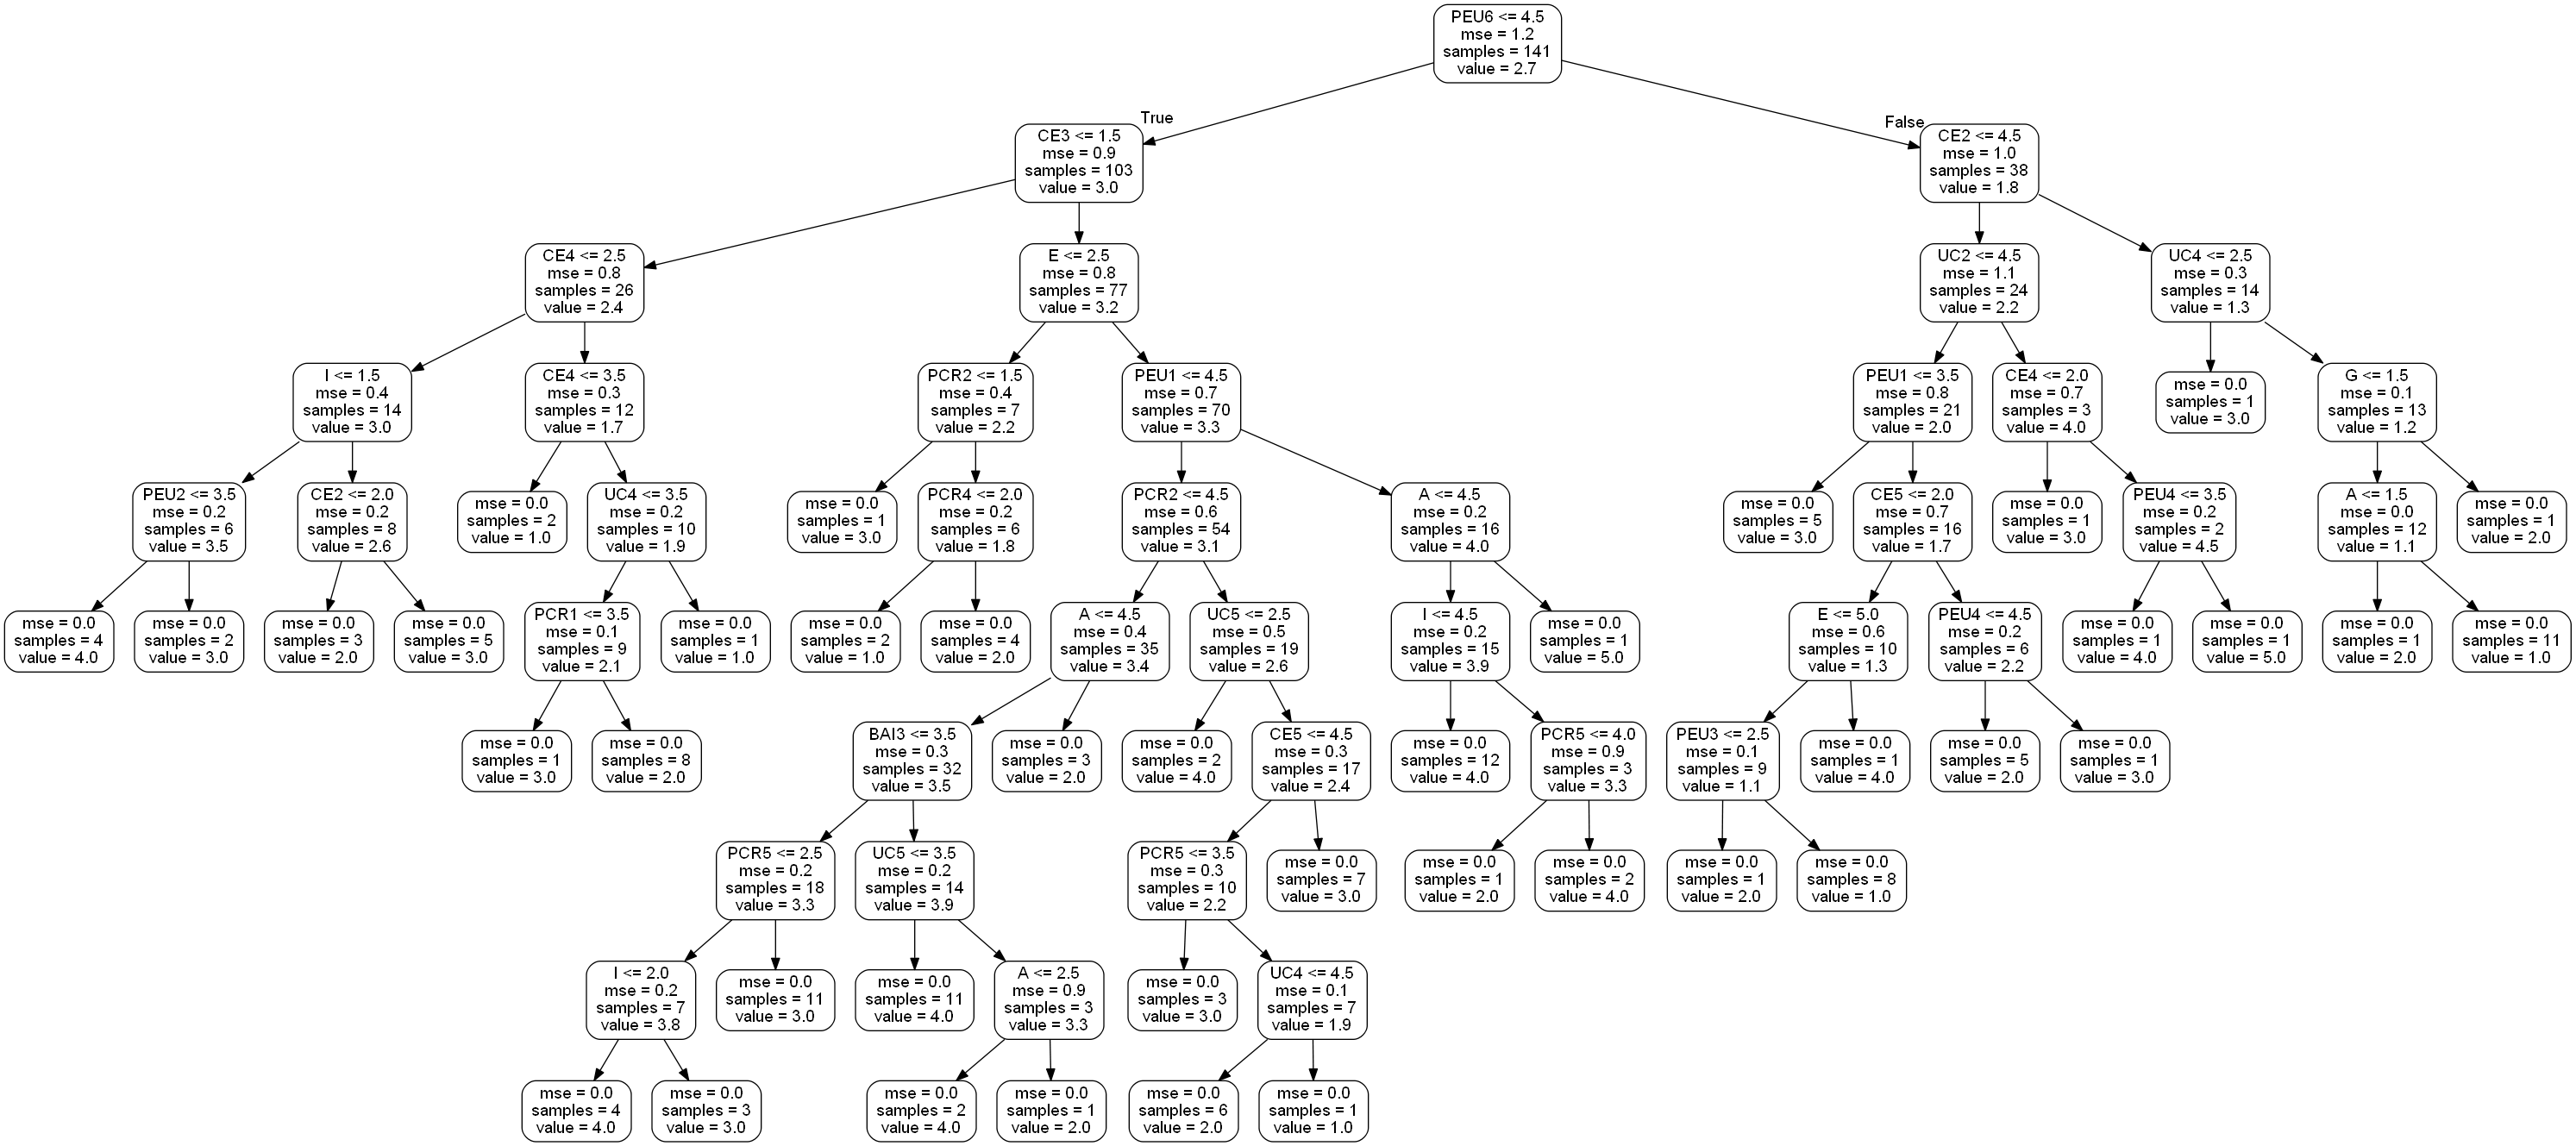 PEU6 <= 4.5
mse = 1.2
samples = 141
value = 2.7
True
False
CE3 <= 1.5
mse = 0.9
samples = 103
value = 3.0
CE2 <= 4.5
mse = 1.0
samples = 38
value = 1.8
CE4 <= 2.5
mse = 0.8
samples = 26
value = 2.4
E <= 2.5
mse = 0.8
samples = 77
value = 3.2
UC2 <= 4.5
mse = 1.1
samples = 24
value = 2.2
UC4 <= 2.5
mse = 0.3
samples = 14
value = 1.3
I <= 1.5
mse = 0.4
samples = 14
value = 3.0
CE4 <= 3.5
mse = 0.3
samples = 12
value = 1.7
PCR2 <= 1.5
mse = 0.4
samples = 7
value = 2.2
PEU1 <= 4.5
mse = 0.7
samples = 70
value = 3.3
PEU1 <= 3.5
mse = 0.8
samples = 21
value = 2.0
CE4 <= 2.0
mse = 0.7
samples = 3
value = 4.0
mse = 0.0
samples = 1
value = 3.0
G <= 1.5
mse = 0.1
samples = 13
value = 1.2
PEU2 <= 3.5
mse = 0.2
samples = 6
value = 3.5
CE2 <= 2.0
mse = 0.2
samples = 8
value = 2.6
mse = 0.0
samples = 2
value = 1.0
UC4 <= 3.5
mse = 0.2
samples = 10
value = 1.9
mse = 0.0
samples = 1
value = 3.0
PCR4 <= 2.0
mse = 0.2
samples = 6
value = 1.8
PCR2 <= 4.5
mse = 0.6
samples = 54
value = 3.1
A <= 4.5
mse = 0.2
samples = 16
value = 4.0
mse = 0.0
samples = 5
value = 3.0
CE5 <= 2.0
mse = 0.7
samples = 16
value = 1.7
mse = 0.0
samples = 1
value = 3.0
PEU4 <= 3.5
mse = 0.2
samples = 2
value = 4.5
A <= 1.5
mse = 0.0
samples = 12
value = 1.1
mse = 0.0
samples = 1
value = 2.0
mse = 0.0
samples = 4
value = 4.0
mse = 0.0
samples = 2
value = 3.0
mse = 0.0
samples = 3
value = 2.0
mse = 0.0
samples = 5
value = 3.0
PCR1 <= 3.5
mse = 0.1
samples = 9
value = 2.1
mse = 0.0
samples = 1
value = 1.0
mse = 0.0
samples = 2
value = 1.0
mse = 0.0
samples = 4
value = 2.0
A <= 4.5
mse = 0.4
samples = 35
value = 3.4
UC5 <= 2.5
mse = 0.5
samples = 19
value = 2.6
I <= 4.5
mse = 0.2
samples = 15
value = 3.9
mse = 0.0
samples = 1
value = 5.0
E <= 5.0
mse = 0.6
samples = 10
value = 1.3
PEU4 <= 4.5
mse = 0.2
samples = 6
value = 2.2
mse = 0.0
samples = 1
value = 4.0
mse = 0.0
samples = 1
value = 5.0
mse = 0.0
samples = 1
value = 2.0
mse = 0.0
samples = 11
value = 1.0
mse = 0.0
samples = 1
value = 3.0
mse = 0.0
samples = 8
value = 2.0
BAI3 <= 3.5
mse = 0.3
samples = 32
value = 3.5
mse = 0.0
samples = 3
value = 2.0
mse = 0.0
samples = 2
value = 4.0
CE5 <= 4.5
mse = 0.3
samples = 17
value = 2.4
mse = 0.0
samples = 12
value = 4.0
PCR5 <= 4.0
mse = 0.9
samples = 3
value = 3.3
PEU3 <= 2.5
mse = 0.1
samples = 9
value = 1.1
mse = 0.0
samples = 1
value = 4.0
mse = 0.0
samples = 5
value = 2.0
mse = 0.0
samples = 1
value = 3.0
PCR5 <= 2.5
mse = 0.2
samples = 18
value = 3.3
UC5 <= 3.5
mse = 0.2
samples = 14
value = 3.9
PCR5 <= 3.5
mse = 0.3
samples = 10
value = 2.2
mse = 0.0
samples = 7
value = 3.0
mse = 0.0
samples = 1
value = 2.0
mse = 0.0
samples = 2
value = 4.0
mse = 0.0
samples = 1
value = 2.0
mse = 0.0
samples = 8
value = 1.0
I <= 2.0
mse = 0.2
samples = 7
value = 3.8
mse = 0.0
samples = 11
value = 3.0
mse = 0.0
samples = 11
value = 4.0
A <= 2.5
mse = 0.9
samples = 3
value = 3.3
mse = 0.0
samples = 3
value = 3.0
UC4 <= 4.5
mse = 0.1
samples = 7
value = 1.9
mse = 0.0
samples = 4
value = 4.0
mse = 0.0
samples = 3
value = 3.0
mse = 0.0
samples = 2
value = 4.0
mse = 0.0
samples = 1
value = 2.0
mse = 0.0
samples = 6
value = 2.0
mse = 0.0
samples = 1
value = 1.0